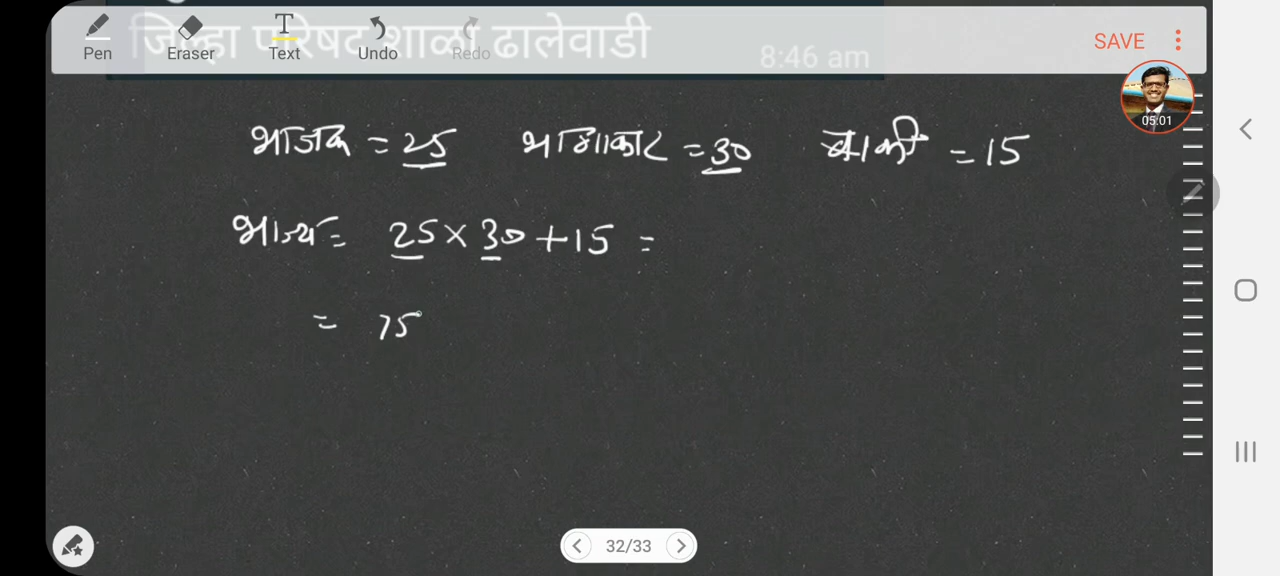 Pen Eraser Text Undo Redo SAVE
जिल्हा परिषद शाळा ढालेवाडी
8:46 am
05:01
भाजक = 25 भागाकार = 30 बाकी = 15
भाज्य = 25 × 30 + 15 =
= 75
32/33